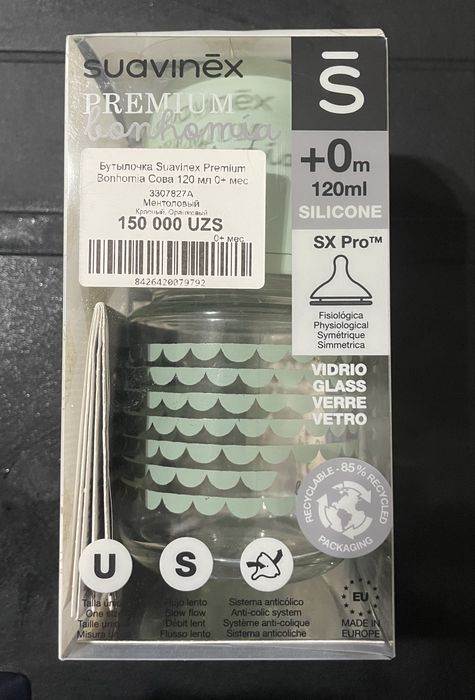 suavinēx
PREMIUM
bonhomia
S̄
+0m
120ml
SILICONE
Бутылочка Suavinex Premium
Bonhomia Сова 120 мл 0+ мес
3307827A
Ментоловый
Красный, Оранжевый
150 000 UZS
0+ мес
8426420079792
SX Pro™
Fisiológica
Physiological
Symétrique
Simmetrica
VIDRIO
GLASS
VERRE
VETRO
RECYCLABLE - 85% RECYCLED
PACKAGING
U
Talla única
One size
Taille unique
Misura unica
S
Flujo lento
Slow flow
Débit lent
Flusso lento
Sistema anticólico
Anti-colic system
Système anti-colique
Sistema anticoliche
EU
MADE IN
EUROPE